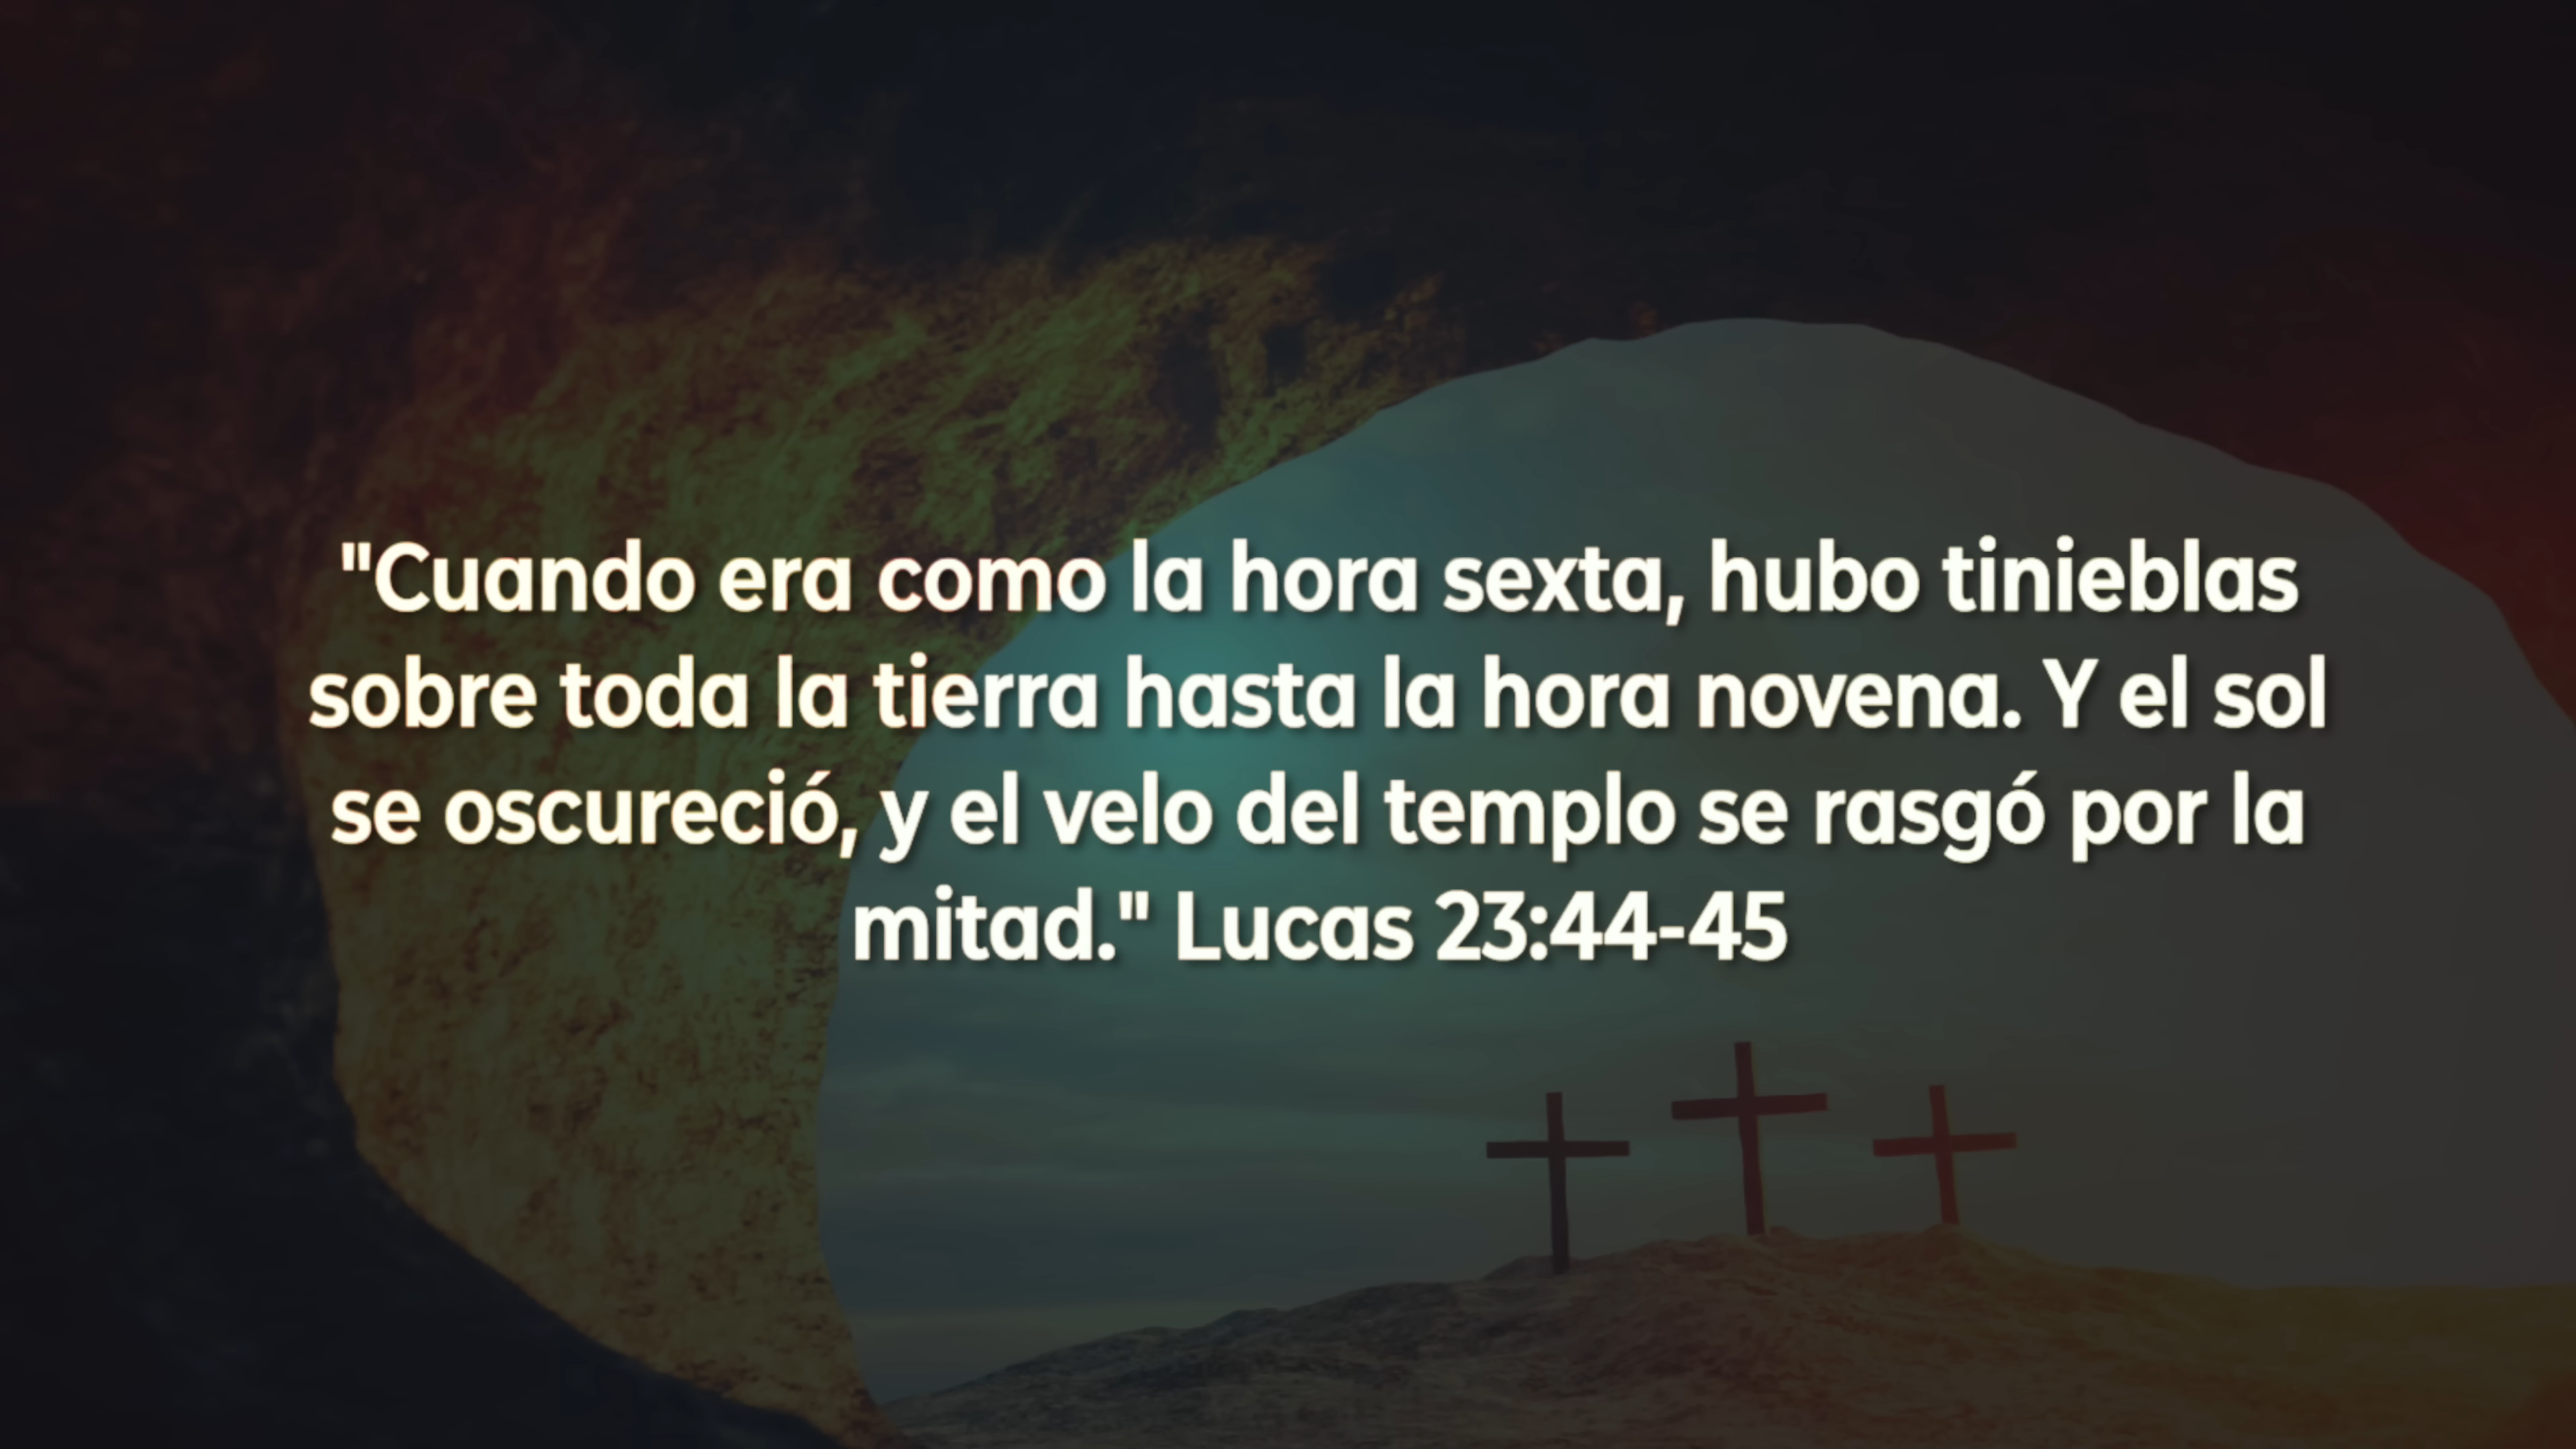 "Cuando era como la hora sexta, hubo tinieblas
sobre toda la tierra hasta la hora novena. Y el sol
se oscureció, y el velo del templo se rasgó por la
mitad." Lucas 23:44-45